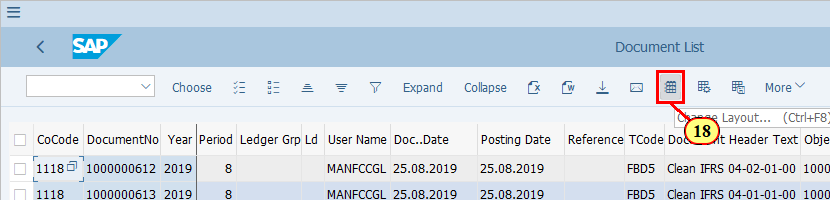 SAP Document List
Choose Expand Collapse More
Change Layout... (Ctrl+F8)
18
CoCode DocumentNo Year Period Ledger Grp Ld User Name Doc..Date Posting Date Reference TCode Document Header Text Obje
1118 1000000612 2019 8 MANFCCGL 25.08.2019 25.08.2019 FBD5 Clean IFRS 04-02-01-00 1000
1118 1000000613 2019 8 MANFCCGL 25.08.2019 25.08.2019 FBD5 Clean IFRS 04-01-01-00 1000